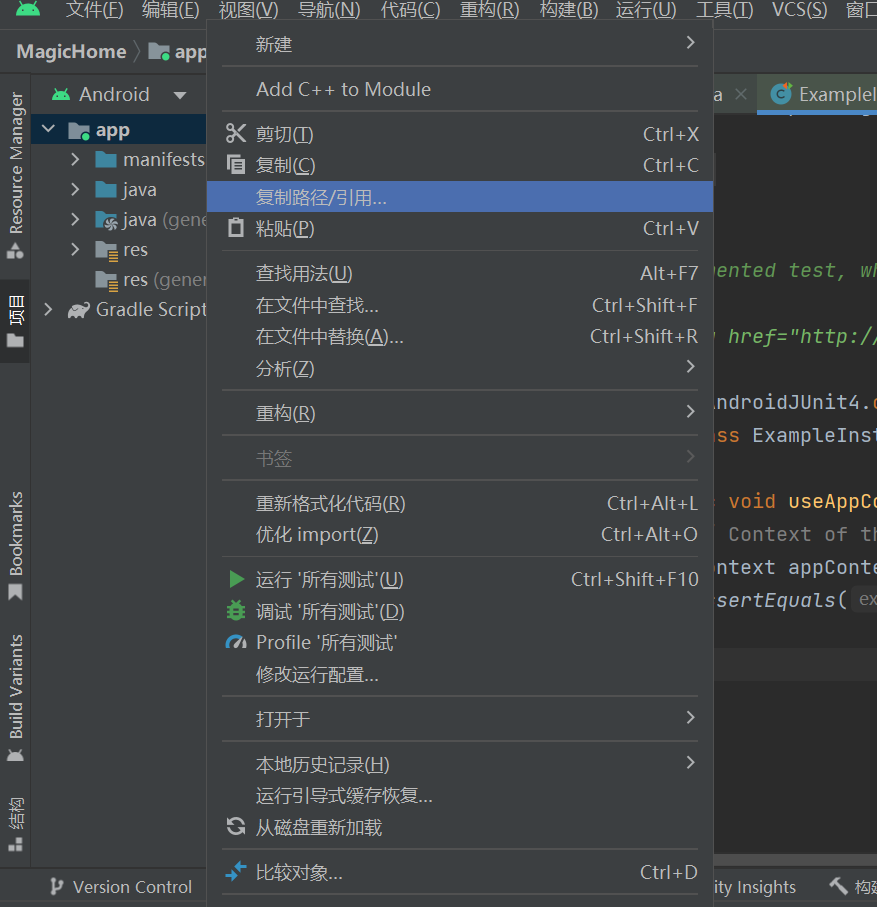 文件(F) 编辑(E) 视图(V) 导航(N) 代码(C) 重构(R) 构建(B) 运行(U) 工具(T) VCS(S) 窗口
MagicHome app
Android
app
manifests
java
java (gene
res
res (gener
Gradle Script
Resource Manager
项目
Bookmarks
Build Variants
结构
新建
Add C++ to Module
剪切(T) Ctrl+X
复制(C) Ctrl+C
复制路径/引用...
粘贴(P) Ctrl+V
查找用法(U) Alt+F7
在文件中查找... Ctrl+Shift+F
在文件中替换(A)... Ctrl+Shift+R
分析(Z)
重构(R)
书签
重新格式化代码(R) Ctrl+Alt+L
优化 import(Z) Ctrl+Alt+O
运行 '所有测试'(U) Ctrl+Shift+F10
调试 '所有测试'(D)
Profile '所有测试'
修改运行配置...
打开于
本地历史记录(H)
运行引导式缓存恢复...
从磁盘重新加载
比较对象... Ctrl+D
a ExampleI
mented test, wh
href="http://
AndroidJUnit4.
ass ExampleInst
void useAppCo
Context of th
ntext appConte
ssertEquals( ex
Version Control
ity Insights 构建